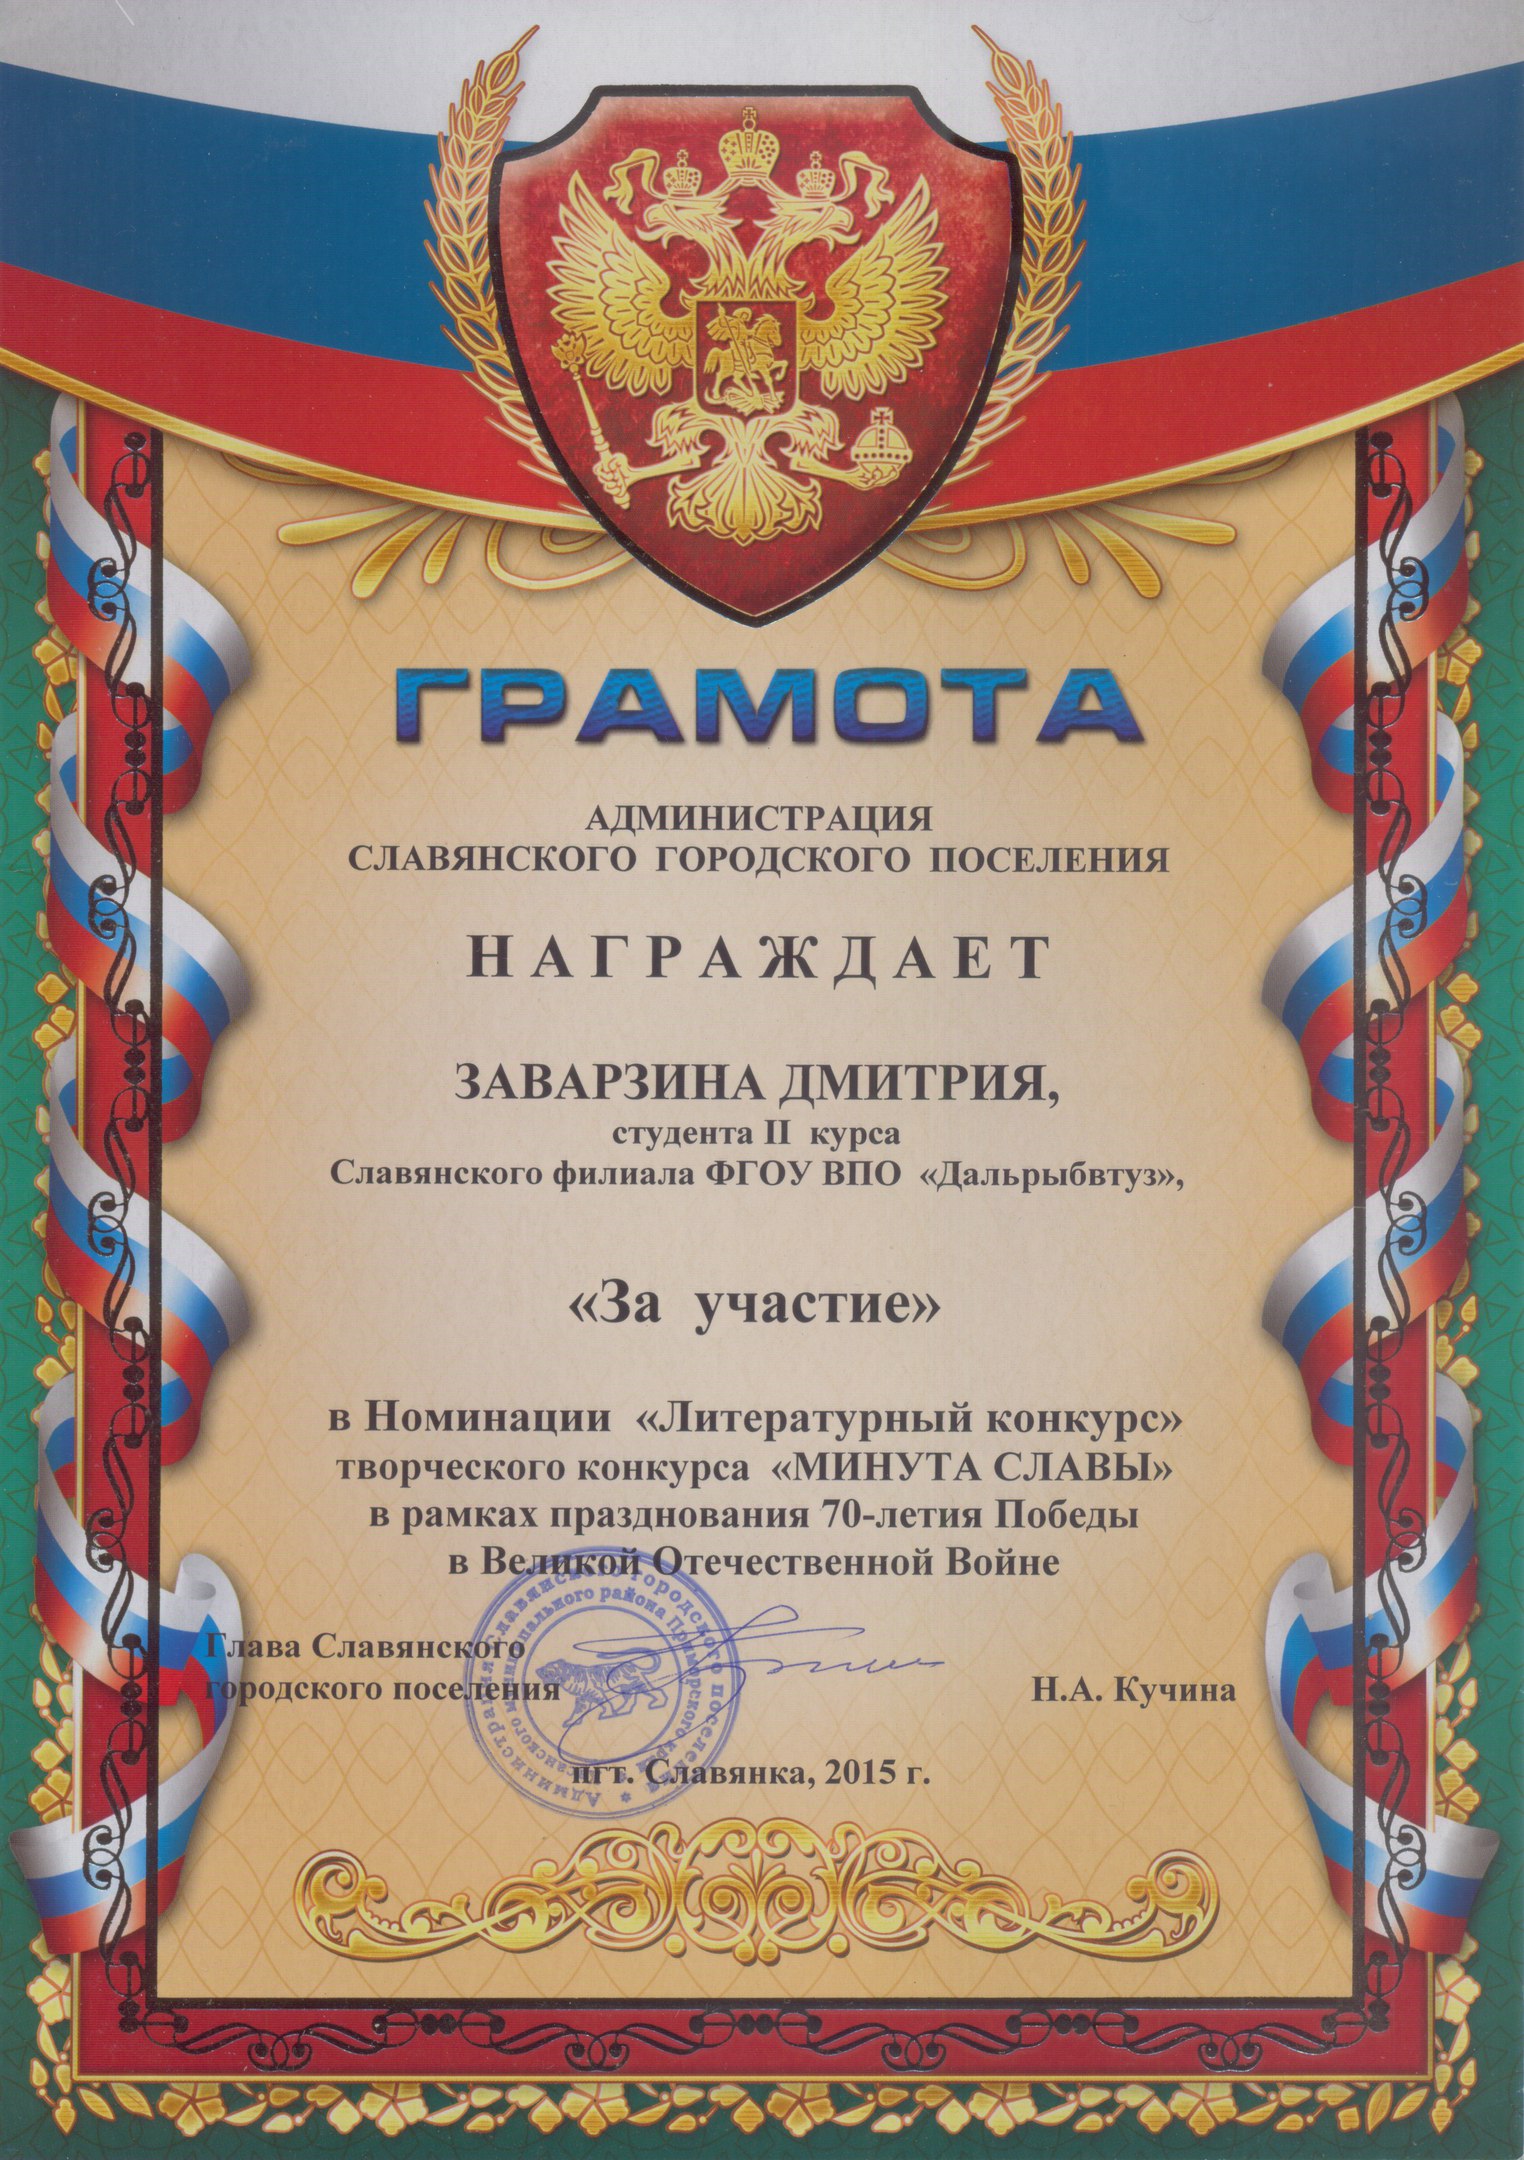 ГРАМОТА
АДМИНИСТРАЦИЯ
СЛАВЯНСКОГО ГОРОДСКОГО ПОСЕЛЕНИЯ
НАГРАЖДАЕТ
ЗАВАРЗИНА ДМИТРИЯ,
студента II курса
Славянского филиала ФГОУ ВПО «Дальрыбвтуз»,
«За участие»
в Номинации «Литературный конкурс»
творческого конкурса «МИНУТА СЛАВЫ»
в рамках празднования 70-летия Победы
в Великой Отечественной Войне
Глава Славянского
городского поселения
Н.А. Кучина
Администрация Славянского городского поселения
муниципального района Приморского края
пгт. Славянка, 2015 г.